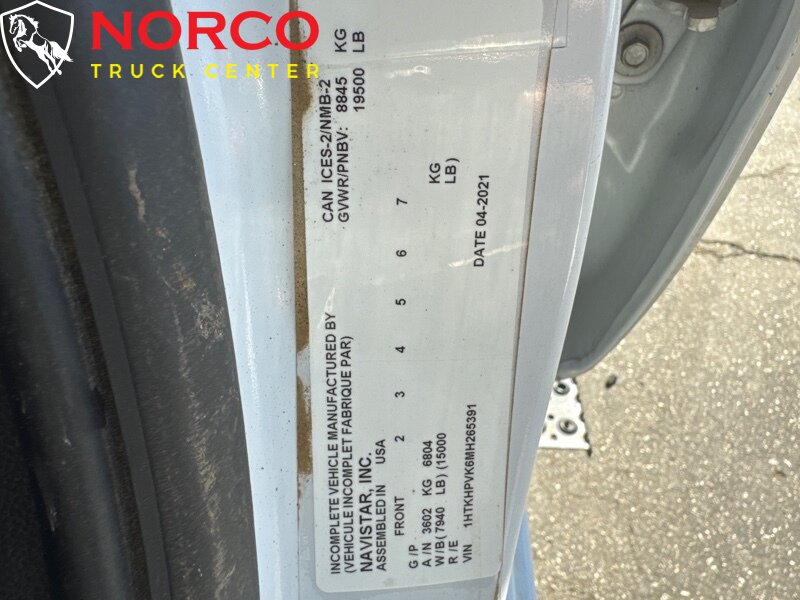 NORCO
TRUCK CENTER
INCOMPLETE VEHICLE MANUFACTURED BY
(VEHICULE INCOMPLET FABRIQUE PAR)
NAVISTAR, INC.
ASSEMBLED IN USA
CAN ICES-2/NMB-2
GVWR/PNBV: 8845 KG
19500 LB
FRONT 2 3 4 5 6 7
G / P
A / N 3602 KG 6804 KG
W / B ( 7940 LB) (15000 LB)
R / E
VIN 1HTKHPVK6MH265391 DATE 04-2021